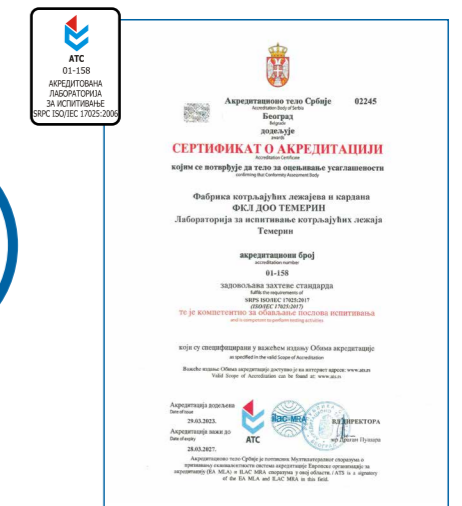 АТС
01-158
АКРЕДИТОВАНА
ЛАБОРАТОРИЈА
ЗА ИСПИТИВАЊЕ
SRPС ISO/IEC 17025:2006
Акредитационо тело Србије 02245
Accreditation Body of Serbia
Београд
Belgrade
додељује
awards
СЕРТИФИКАТ О АКРЕДИТАЦИЈИ
Accreditation Certificate
којим се потврђује да тело за оцењивање усаглашености
confirming that Conformity Assessment Body
Фабрика котрљајућих лежајева и кардана
ФКЛ ДОО ТЕМЕРИН
Лабораторија за испитивање котрљајућих лежаја
Темерин
акредитациони број
accreditation number
01-158
задовољава захтеве стандарда
fulfils the requirements of
SRPS ISO/IEC 17025:2017
(ISO/IEC 17025:2017)
те је компетентно за обављање послова испитивања
and is competent to perform testing activities
који су специфицирани у важећем издању Обима акредитације
as specified in the valid Scope of Accreditation
Важеће издање Обима акредитације доступно је на интернет адреси: www.ats.rs
Valid Scope of Accreditation can be found at: www.ats.rs
Акредитација додељена
Date of issue
29.03.2023.
Акредитација важи до
Date of expiry
28.03.2027.
АТС
ilac-MRA
ВД ДИРЕКТОРА
мр Драган Пушара
Акредитационо тело Србије је потписник Мултилатералног споразума о
признавању еквивалентности система акредитације Европске организације за
акредитацију (EA MLA) и ILAC MRA споразума у овој области. / ATS is a signatory
of the EA MLA and ILAC MRA in this field.